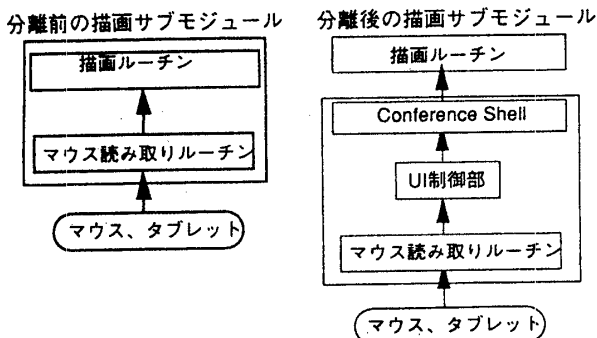 分離前の描画サブモジュール
描画ルーチン
マウス読み取りルーチン
マウス、タブレット
分離後の描画サブモジュール
描画ルーチン
Conference Shell
UI制御部
マウス読み取りルーチン
マウス、タブレット